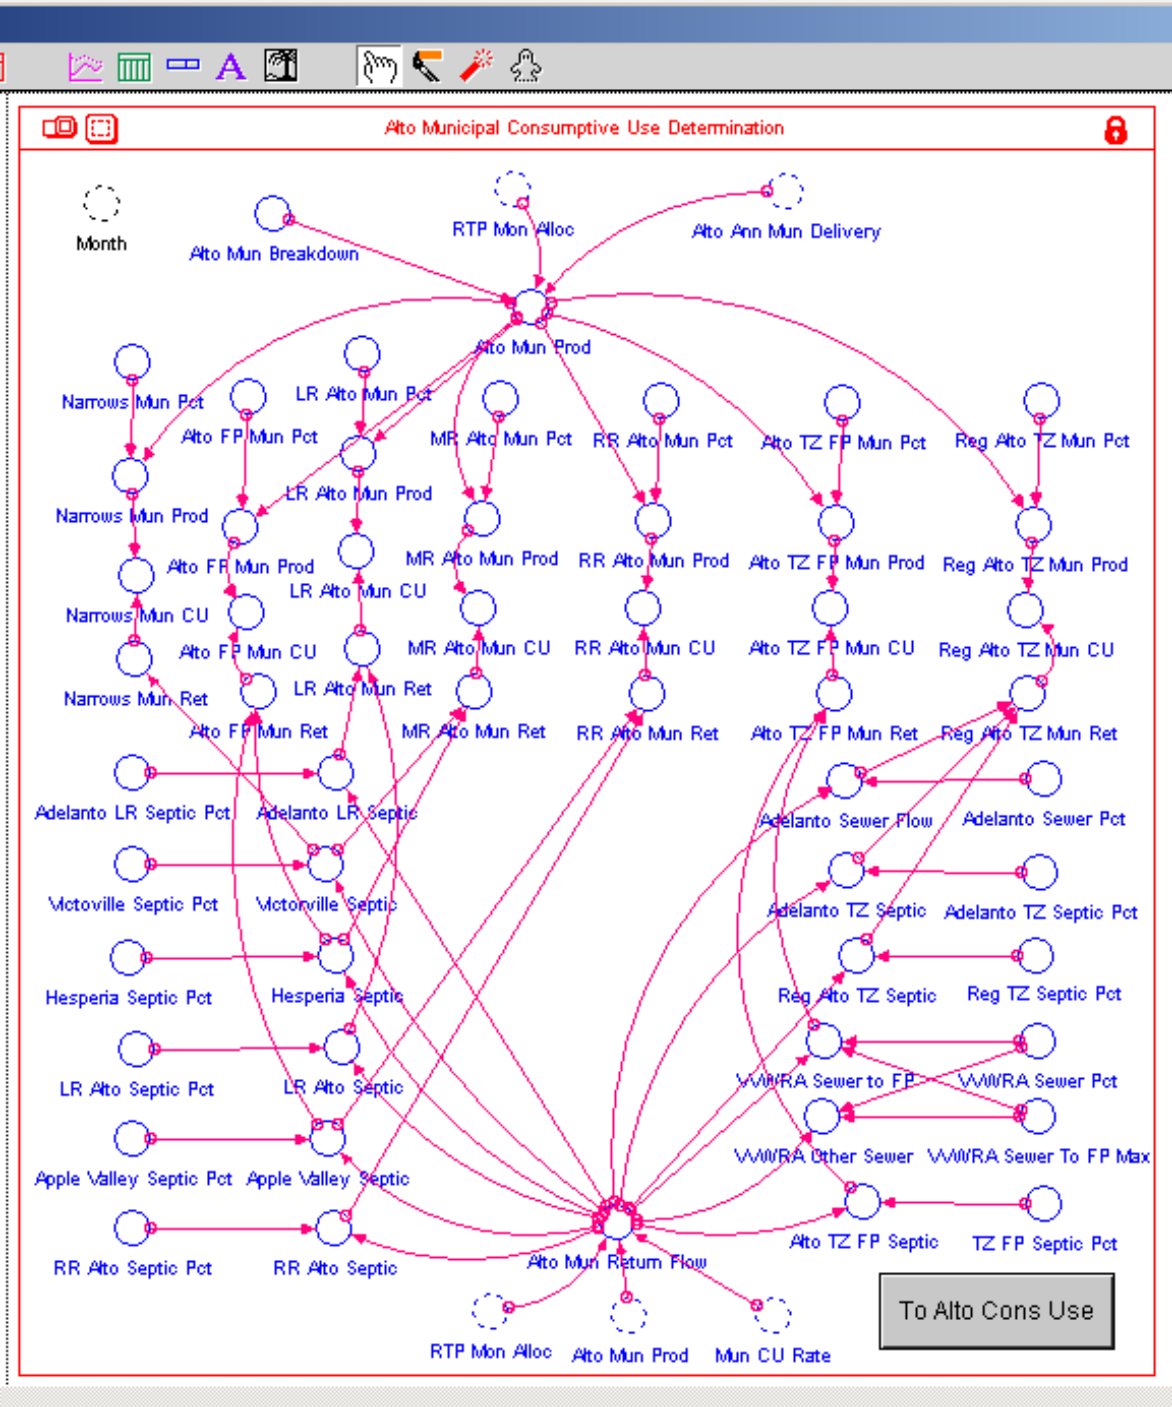 A
Alto Municipal Consumptive Use Determination
Month
Alto Mun Breakdown
RTP Mon Alloc
Alto Ann Mun Delivery
Alto Mun Prod
Narrows Mun Pct
Alto FP Mun Pct
LR Alto Mun Pct
MR Alto Mun Pct
RR Alto Mun Pct
Alto TZ FP Mun Pct
Reg Alto TZ Mun Pct
Narrows Mun Prod
Alto FP Mun Prod
LR Alto Mun Prod
MR Alto Mun Prod
RR Alto Mun Prod
Alto TZ FP Mun Prod
Reg Alto TZ Mun Prod
Narrows Mun CU
Alto FP Mun CU
LR Alto Mun CU
MR Alto Mun CU
RR Alto Mun CU
Alto TZ FP Mun CU
Reg Alto TZ Mun CU
Narrows Mun Ret
Alto FP Mun Ret
LR Alto Mun Ret
MR Alto Mun Ret
RR Alto Mun Ret
Alto TZ FP Mun Ret
Reg Alto TZ Mun Ret
Adelanto LR Septic Pct
Adelanto LR Septic
Adelanto Sewer Flow
Adelanto Sewer Pct
Victoville Septic Pct
Victorville Septic
Adelanto TZ Septic
Adelanto TZ Septic Pct
Hesperia Septic Pct
Hesperia Septic
Reg Alto TZ Septic
Reg TZ Septic Pct
LR Alto Septic Pct
LR Alto Septic
VVWRA Sewer to FP
VVWRA Sewer Pct
Apple Valley Septic Pct
Apple Valley Septic
VVWRA Other Sewer
VVWRA Sewer To FP Max
RR Alto Septic Pct
RR Alto Septic
Alto Mun Return Flow
Alto TZ FP Septic
TZ FP Septic Pct
RTP Mon Alloc
Alto Mun Prod
Mun CU Rate
To Alto Cons Use